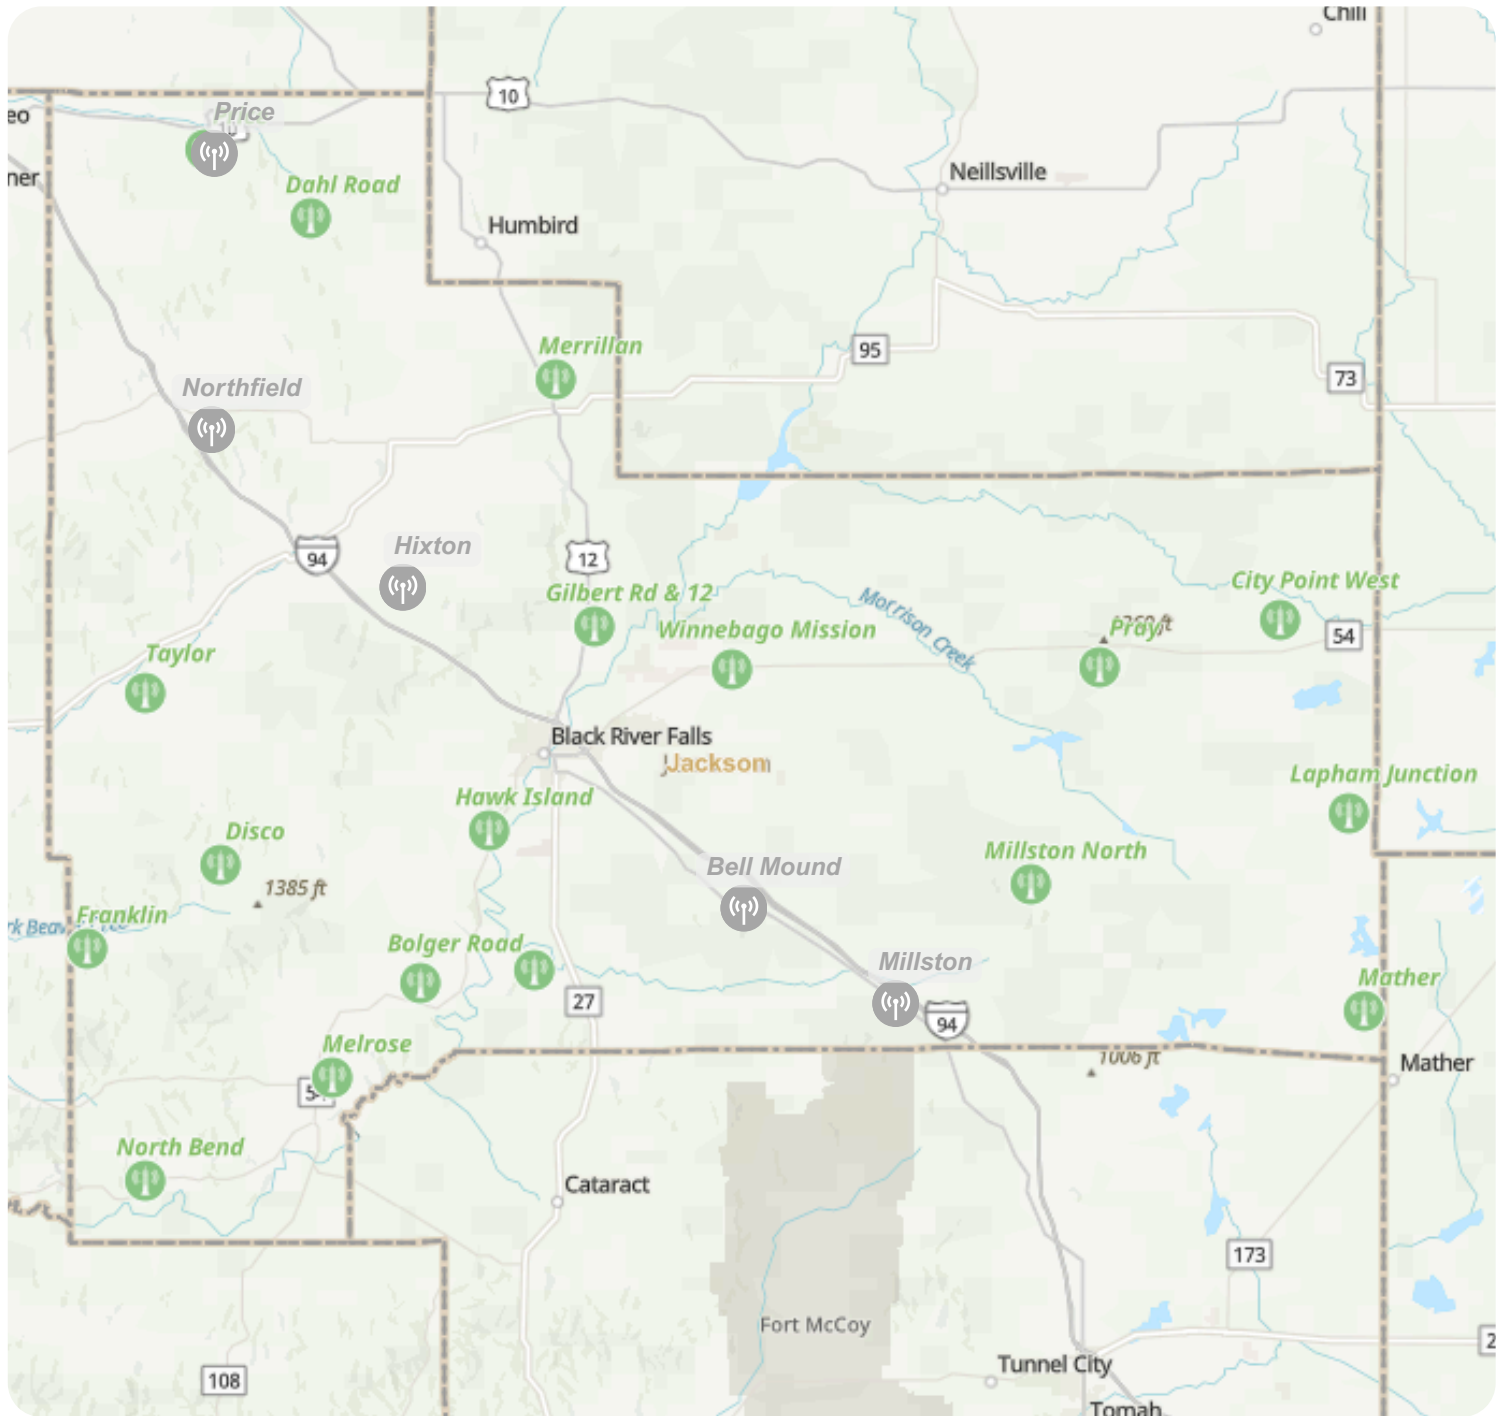 Chili
10
eo
Price
10
Neillsville
ner
Dahl Road
Humbird
Merrillan
95
73
Northfield
Hixton
94
12
Gilbert Rd & 12
City Point West
Morrison Creek
Winnebago Mission
Pray
54
Taylor
Black River Falls
Jackson
Lapham Junction
Hawk Island
Disco
Millston North
Bell Mound
1385 ft
Franklin
Bolger Road
Millston
Mather
27
94
Melrose
1006 ft
Mather
North Bend
Cataract
173
Fort McCoy
2
Tunnel City
108
Tomah